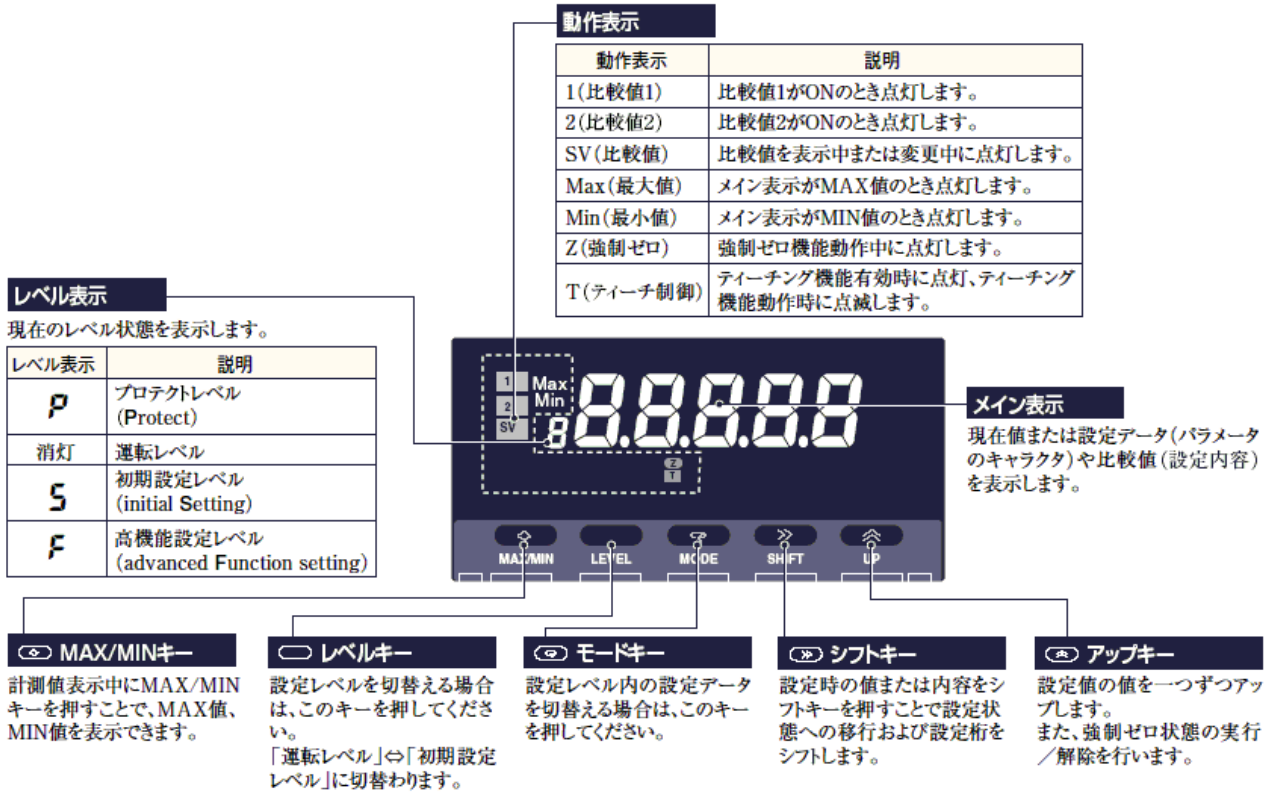 動作表示
動作表示 説明
1(比較値1) 比較値1がONのとき点灯します。
2(比較値2) 比較値2がONのとき点灯します。
SV(比較値) 比較値を表示中または変更中に点灯します。
Max(最大値) メイン表示がMAX値のとき点灯します。
Min(最小値) メイン表示がMIN値のとき点灯します。
Z(強制ゼロ) 強制ゼロ機能動作中に点灯します。
T(ティーチ制御) ティーチング機能有効時に点灯、ティーチング
機能動作時に点滅します。
レベル表示
現在のレベル状態を表示します。
レベル表示 説明
P プロテクトレベル
(Protect)
消灯 運転レベル
S 初期設定レベル
(initial Setting)
F 高機能設定レベル
(advanced Function setting)
1 Max
2 Min
SV
8 8.8.8.8.8
Z
T
MAX/MIN LEVEL MODE SHIFT UP
メイン表示
現在値または設定データ(パラメータ
のキャラクタ)や比較値(設定内容)
を表示します。
MAX/MINキー
計測値表示中にMAX/MIN
キーを押すことで、MAX値、
MIN値を表示できます。
レベルキー
設定レベルを切替える場合
は、このキーを押してくださ
い。
「運転レベル」⇔「初期設定
レベル」に切替わります。
モードキー
設定レベル内の設定データ
を切替える場合は、このキー
を押してください。
シフトキー
設定時の値または内容をシ
フトキーを押すことで設定状
態への移行および設定桁を
シフトします。
アップキー
設定値の値を一つずつアッ
プします。
また、強制ゼロ状態の実行
／解除を行います。